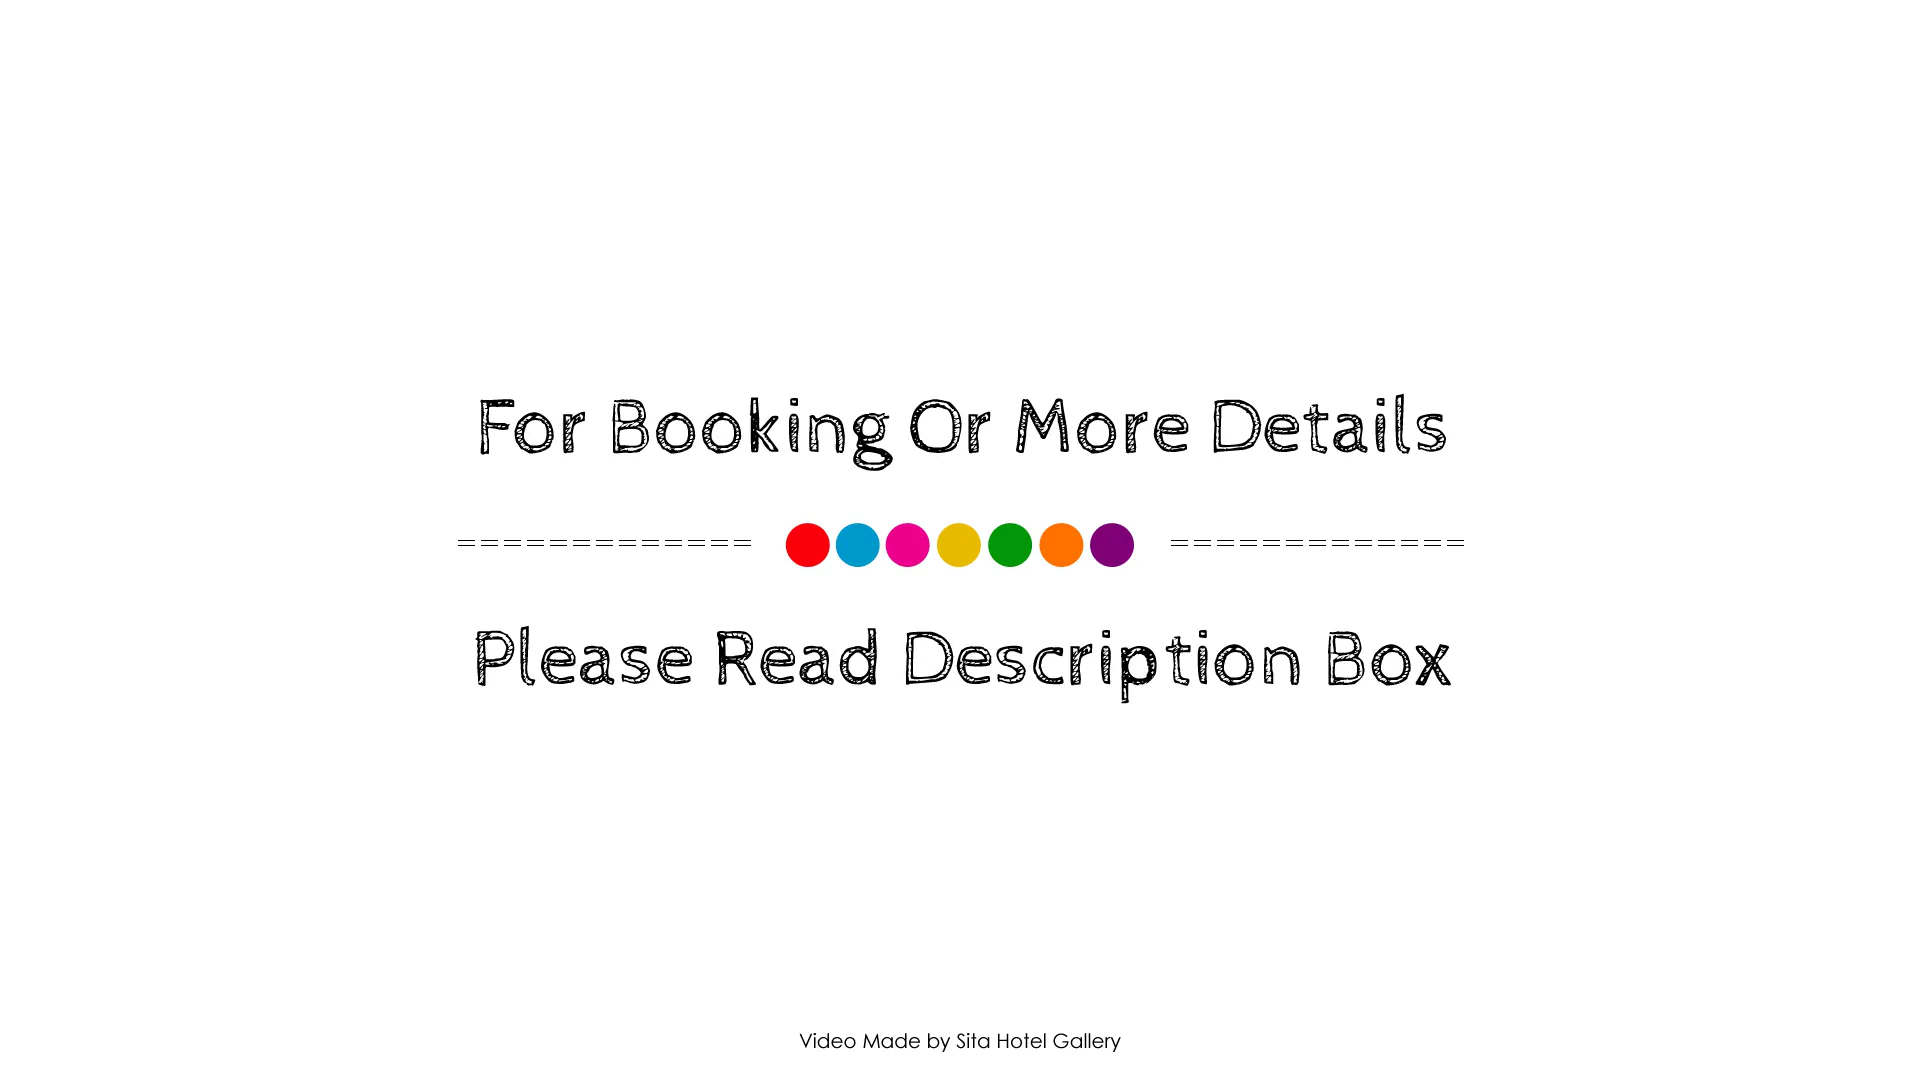 For Booking Or More Details
============= =============
Please Read Description Box
Video Made by Sita Hotel Gallery